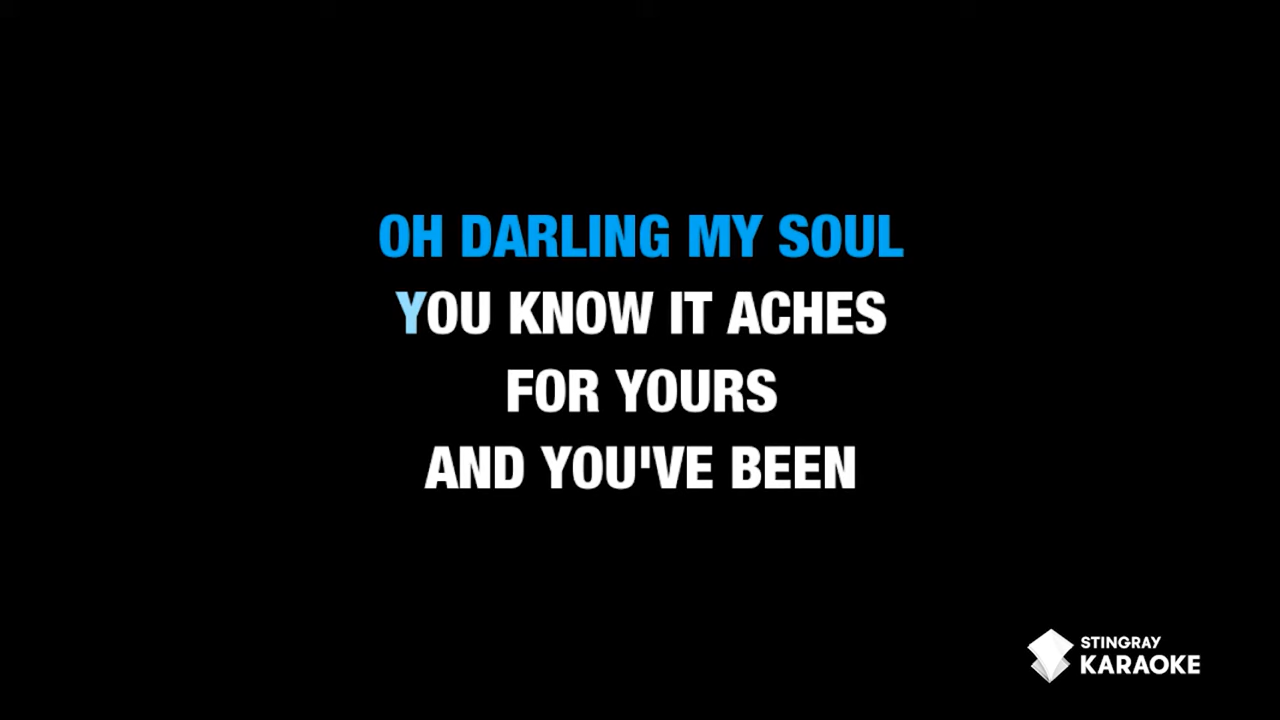 OH DARLING MY SOUL
YOU KNOW IT ACHES
FOR YOURS
AND YOU'VE BEEN
STINGRAY
KARAOKE